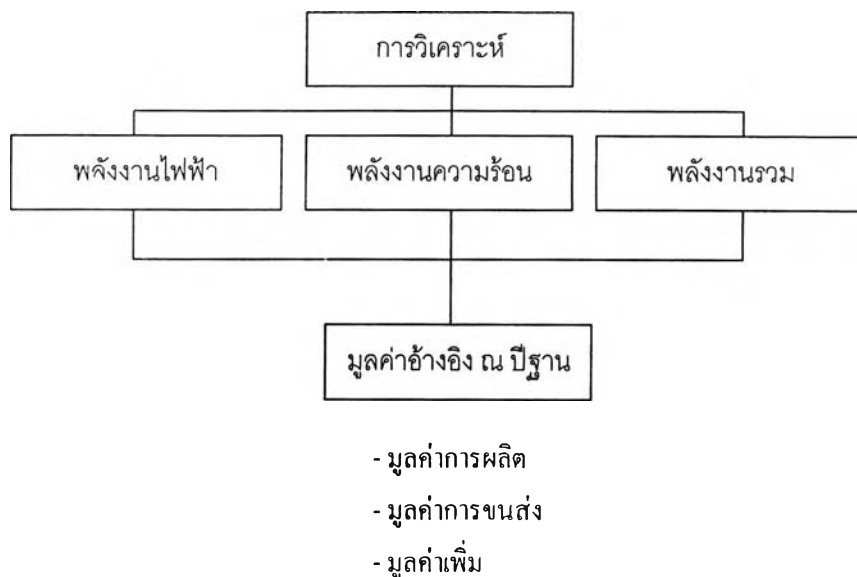 การวิเคราะห์
พลังงานไฟฟ้า พลังงานความร้อน พลังงานรวม
มูลค่าอ้างอิง ณ ปีฐาน
- มูลค่าการผลิต
- มูลค่าการขนส่ง
- มูลค่าเพิ่ม